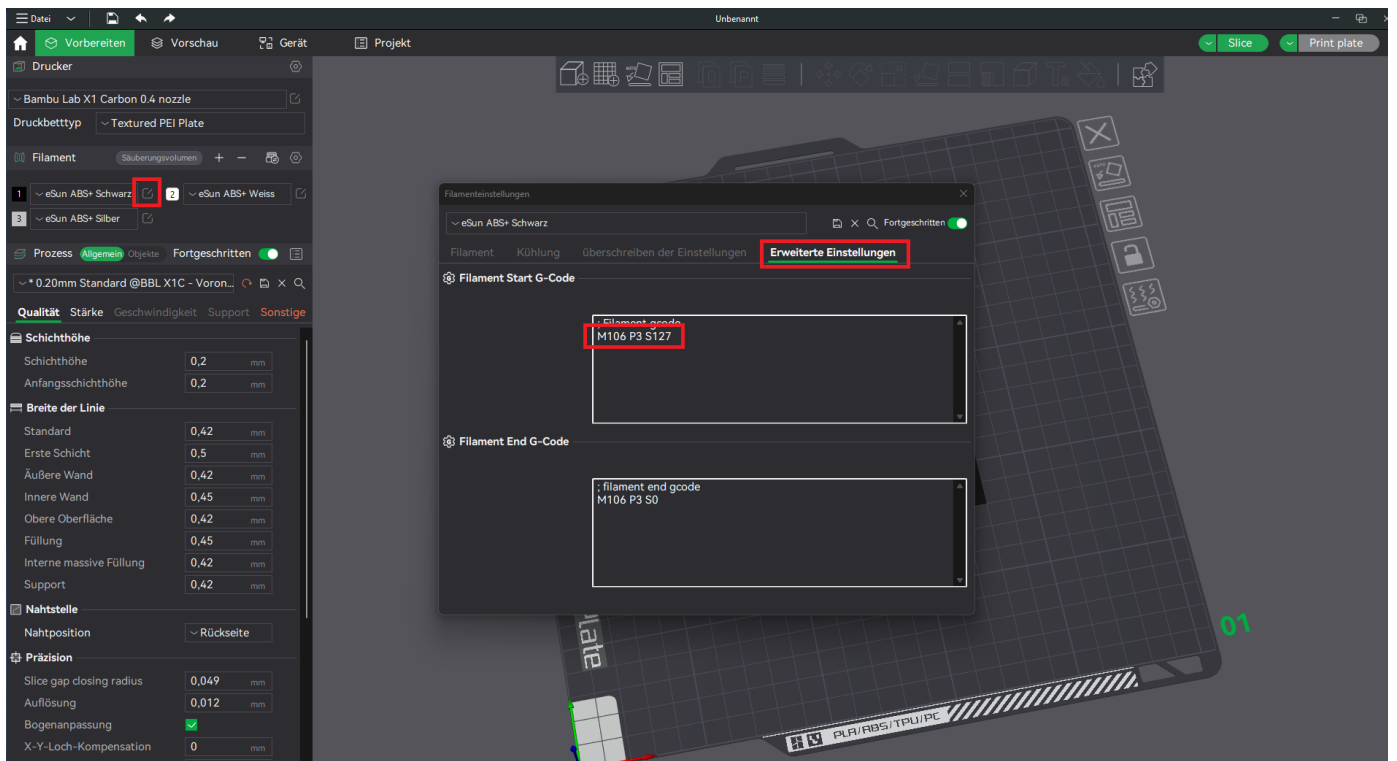 Datei
Unbenannt
Vorbereiten
Vorschau
Gerät
Projekt
Slice
Print plate
Drucker
Bambu Lab X1 Carbon 0.4 nozzle
Druckbetttyp
Textured PEI Plate
Filament
Säuberungsvolumen
1 eSun ABS+ Schwarz
2 eSun ABS+ Weiss
3 eSun ABS+ Silber
Prozess Allgemein Objekte Fortgeschritten
* 0.20mm Standard @BBL X1C - Voron...
Qualität Stärke Geschwindigkeit Support Sonstige
Schichthöhe
Schichthöhe 0,2 mm
Anfangsschichthöhe 0,2 mm
Breite der Linie
Standard 0,42 mm
Erste Schicht 0,5 mm
Äußere Wand 0,42 mm
Innere Wand 0,45 mm
Obere Oberfläche 0,42 mm
Füllung 0,45 mm
Interne massive Füllung 0,42 mm
Support 0,42 mm
Nahtstelle
Nahtposition Rückseite
Präzision
Slice gap closing radius 0,049 mm
Auflösung 0,012 mm
Bogenanpassung
X-Y-Loch-Kompensation 0 mm
Filamenteinstellungen
eSun ABS+ Schwarz
Fortgeschritten
Filament Kühlung überschreiben der Einstellungen Erweiterte Einstellungen
Filament Start G-Code
; Filament gcode
M106 P3 S127
Filament End G-Code
; filament end gcode
M106 P3 S0
PLA/ABS/TPU/PC
01